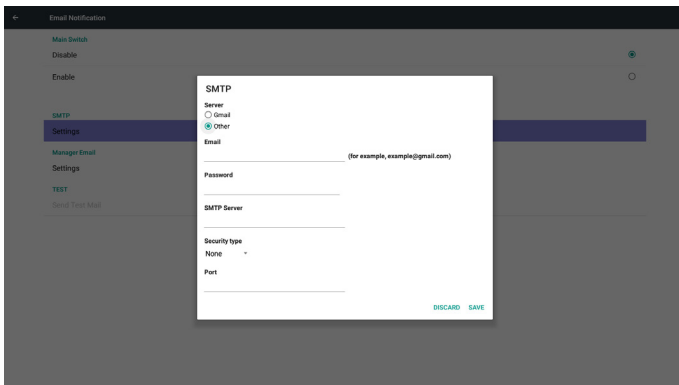 Email Notification
Main Switch
Disable
Enable
SMTP
Settings
Manager Email
Settings
TEST
Send Test Mail
SMTP
Server
Gmail
Other
Email
(for example, example@gmail.com)
Password
SMTP Server
Security type
None
Port
DISCARD SAVE